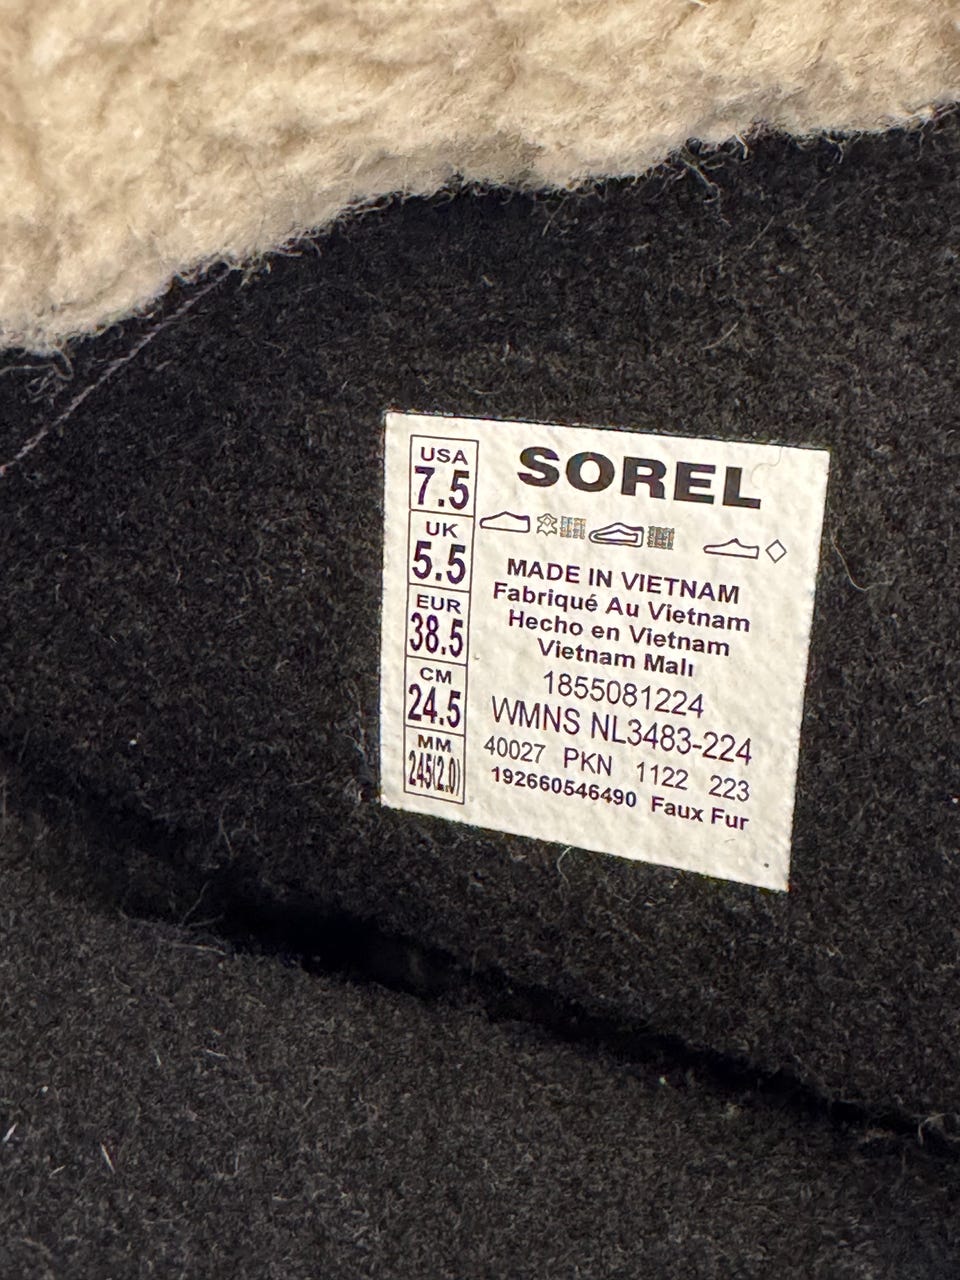 SOREL
USA
7.5
UK
5.5
EUR
38.5
CM
24.5
MM
245(2.0)
MADE IN VIETNAM
Fabriqué Au Vietnam
Hecho en Vietnam
Vietnam Malı
1855081224
WMNS NL3483-224
40027 PKN 1122 223
192660546490 Faux Fur